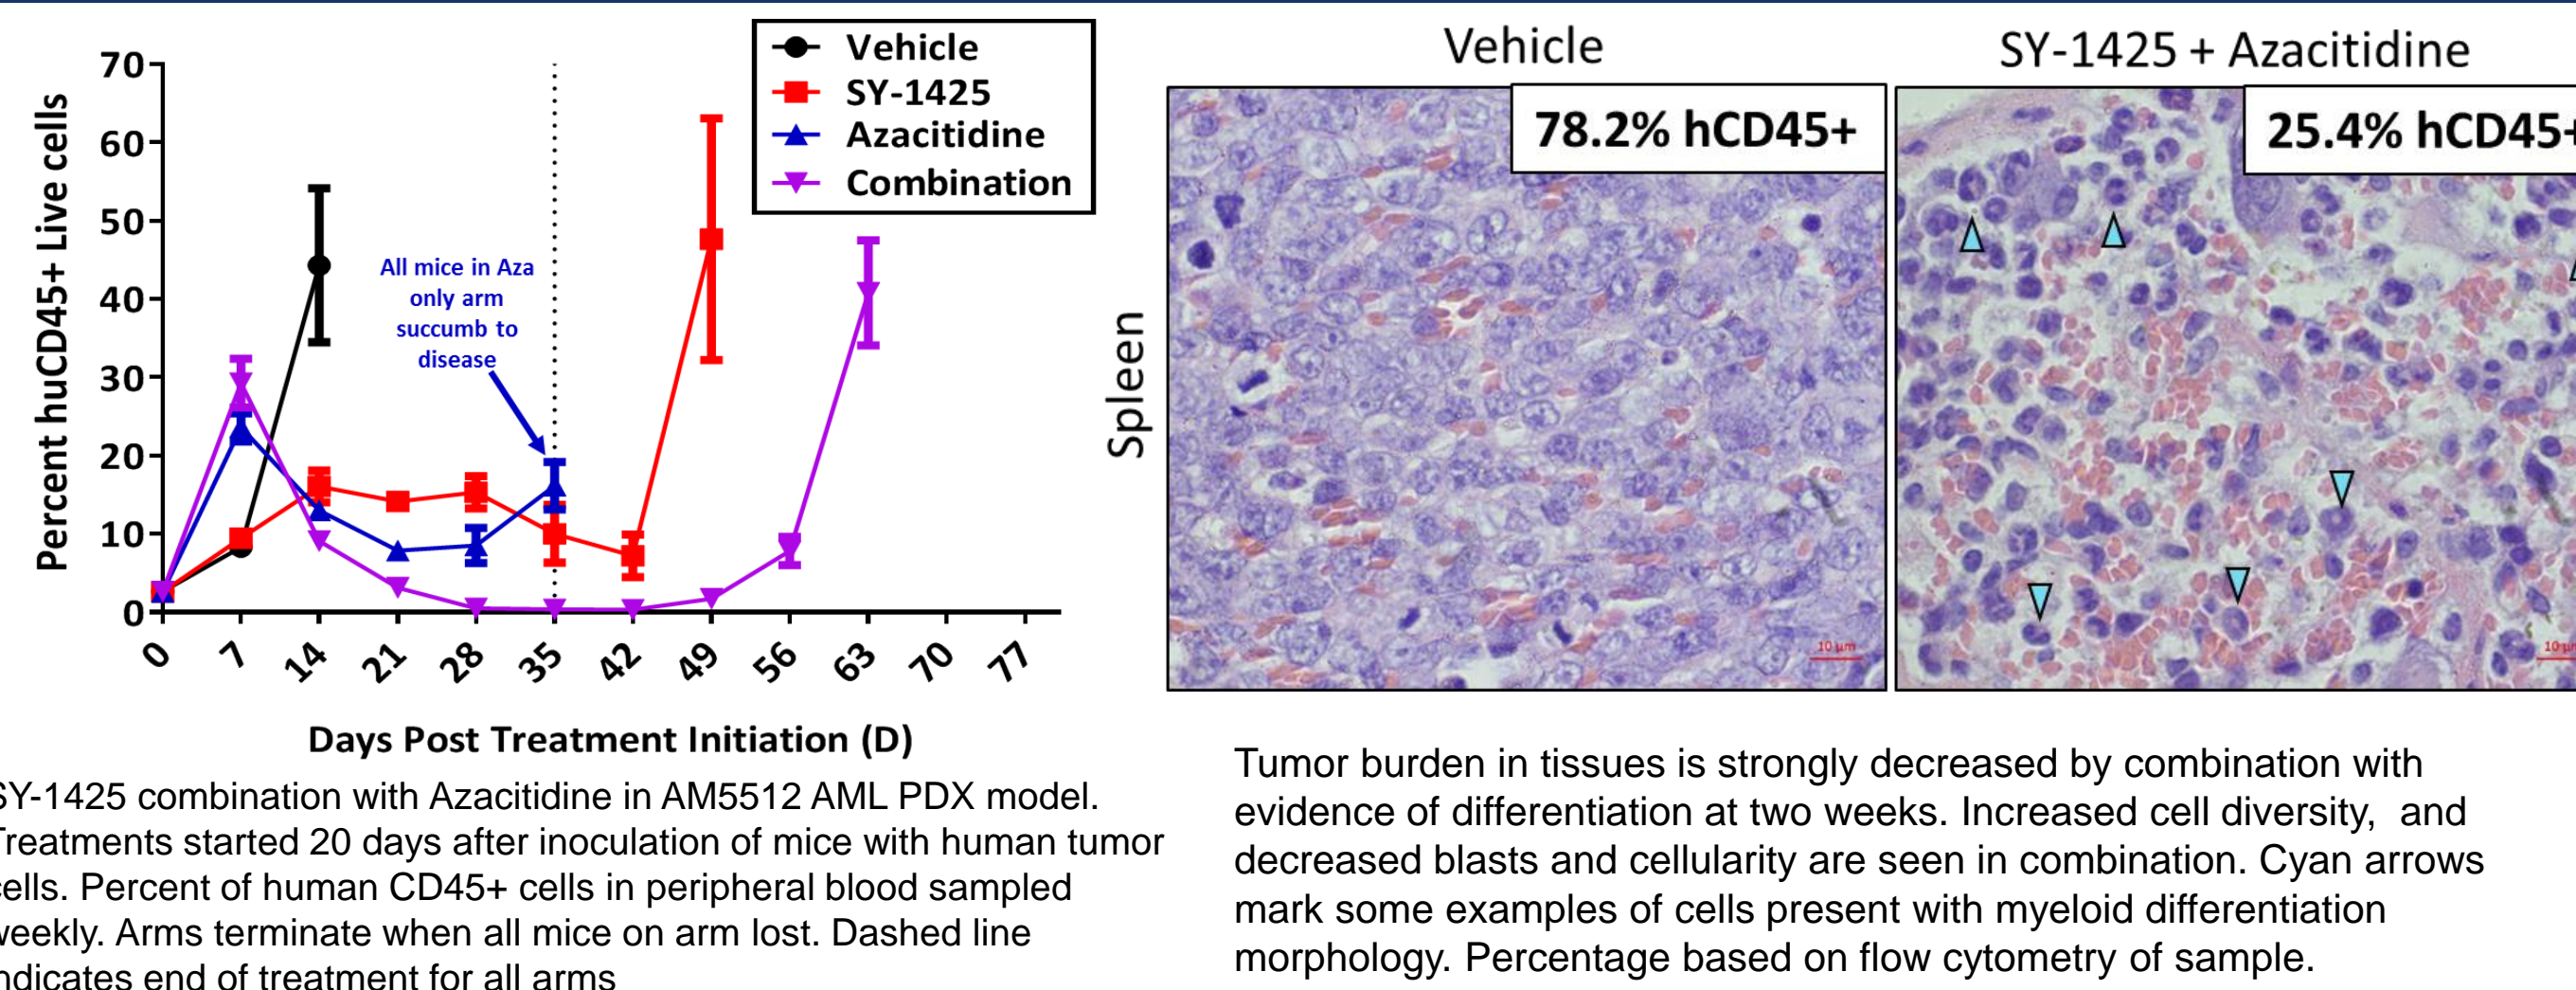 Vehicle
SY-1425
Azacitidine
Combination
Percent huCD45+ Live cells
70
60
50
40
30
20
10
0
All mice in Aza
only arm
succumb to
disease
0
7
14
21
28
35
42
49
56
63
70
77
Days Post Treatment Initiation (D)
SY-1425 combination with Azacitidine in AM5512 AML PDX model.
Treatments started 20 days after inoculation of mice with human tumor
cells. Percent of human CD45+ cells in peripheral blood sampled
weekly. Arms terminate when all mice on arm lost. Dashed line
indicates end of treatment for all arms
Vehicle
SY-1425 + Azacitidine
Spleen
78.2% hCD45+
25.4% hCD45+
10 µm
10 µm
Tumor burden in tissues is strongly decreased by combination with
evidence of differentiation at two weeks. Increased cell diversity,  and
decreased blasts and cellularity are seen in combination. Cyan arrows
mark some examples of cells present with myeloid differentiation
morphology. Percentage based on flow cytometry of sample.